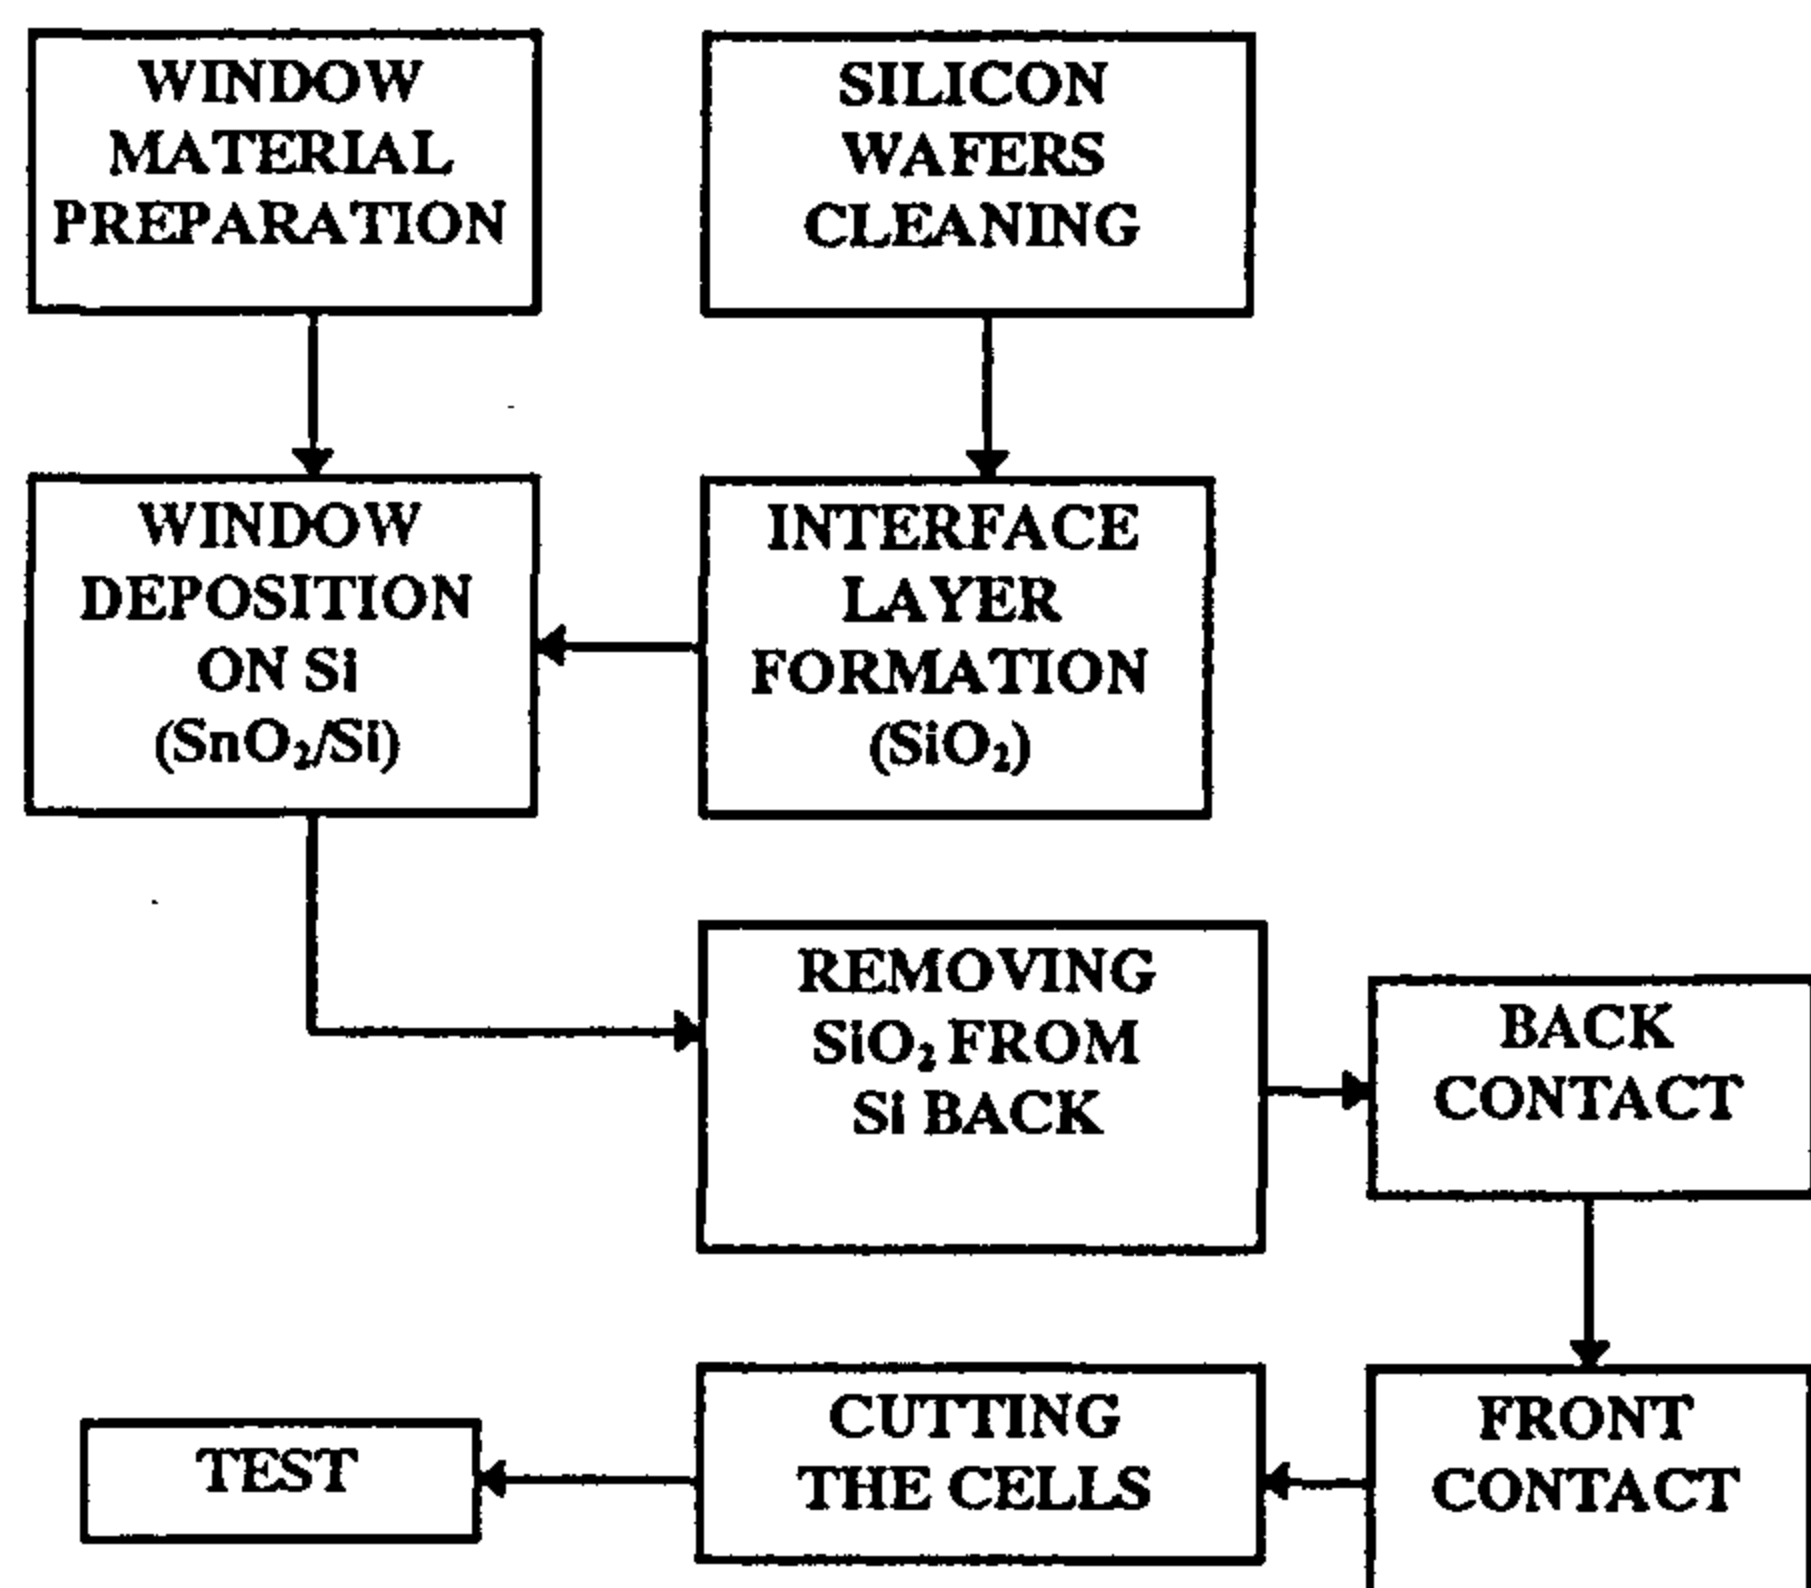 WINDOW
MATERIAL
PREPARATION
SILICON
WAFERS
CLEANING
WINDOW
DEPOSITION
ON Si
(SnO₂/Si)
INTERFACE
LAYER
FORMATION
(SiO₂)
REMOVING
SiO₂ FROM
Si BACK
BACK
CONTACT
FRONT
CONTACT
CUTTING
THE CELLS
TEST